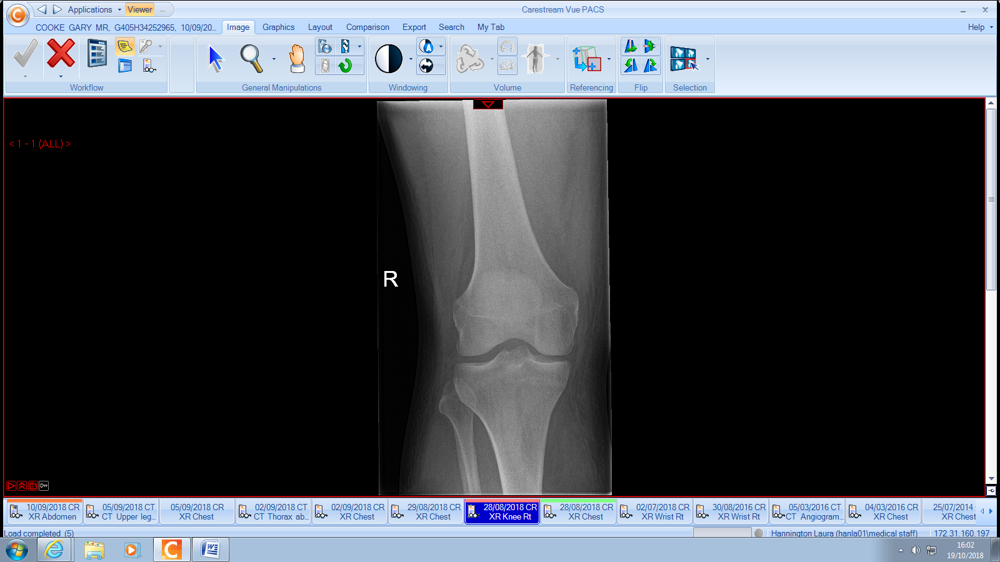 Applications Viewer Carestream Vue PACS
COOKE GARY MR, G405H34252965, 10/09/20... Image Graphics Layout Comparison Export Search My Tab Help
Workflow General Manipulations Windowing Volume Referencing Flip Selection
< 1 - 1 (ALL) >
R
10/09/2018 CR 05/09/2018 CT 05/09/2018 CR 02/09/2018 CT 02/09/2018 CR 29/08/2018 CR 28/08/2018 CR 28/08/2018 CR 02/07/2018 CR 30/08/2016 CR 05/03/2016 CT 04/03/2016 CR 25/07/2014
XR Abdomen CT Upper leg... XR Chest CT Thorax ab... XR Chest XR Chest XR Knee Rt XR Chest XR Wrist Rt XR Wrist Rt CT Angiogram... XR Chest XR Chest
Load completed (5) Hannington Laura (hanla01\medical staff) 172.31.160.197
16:02
19/10/2018